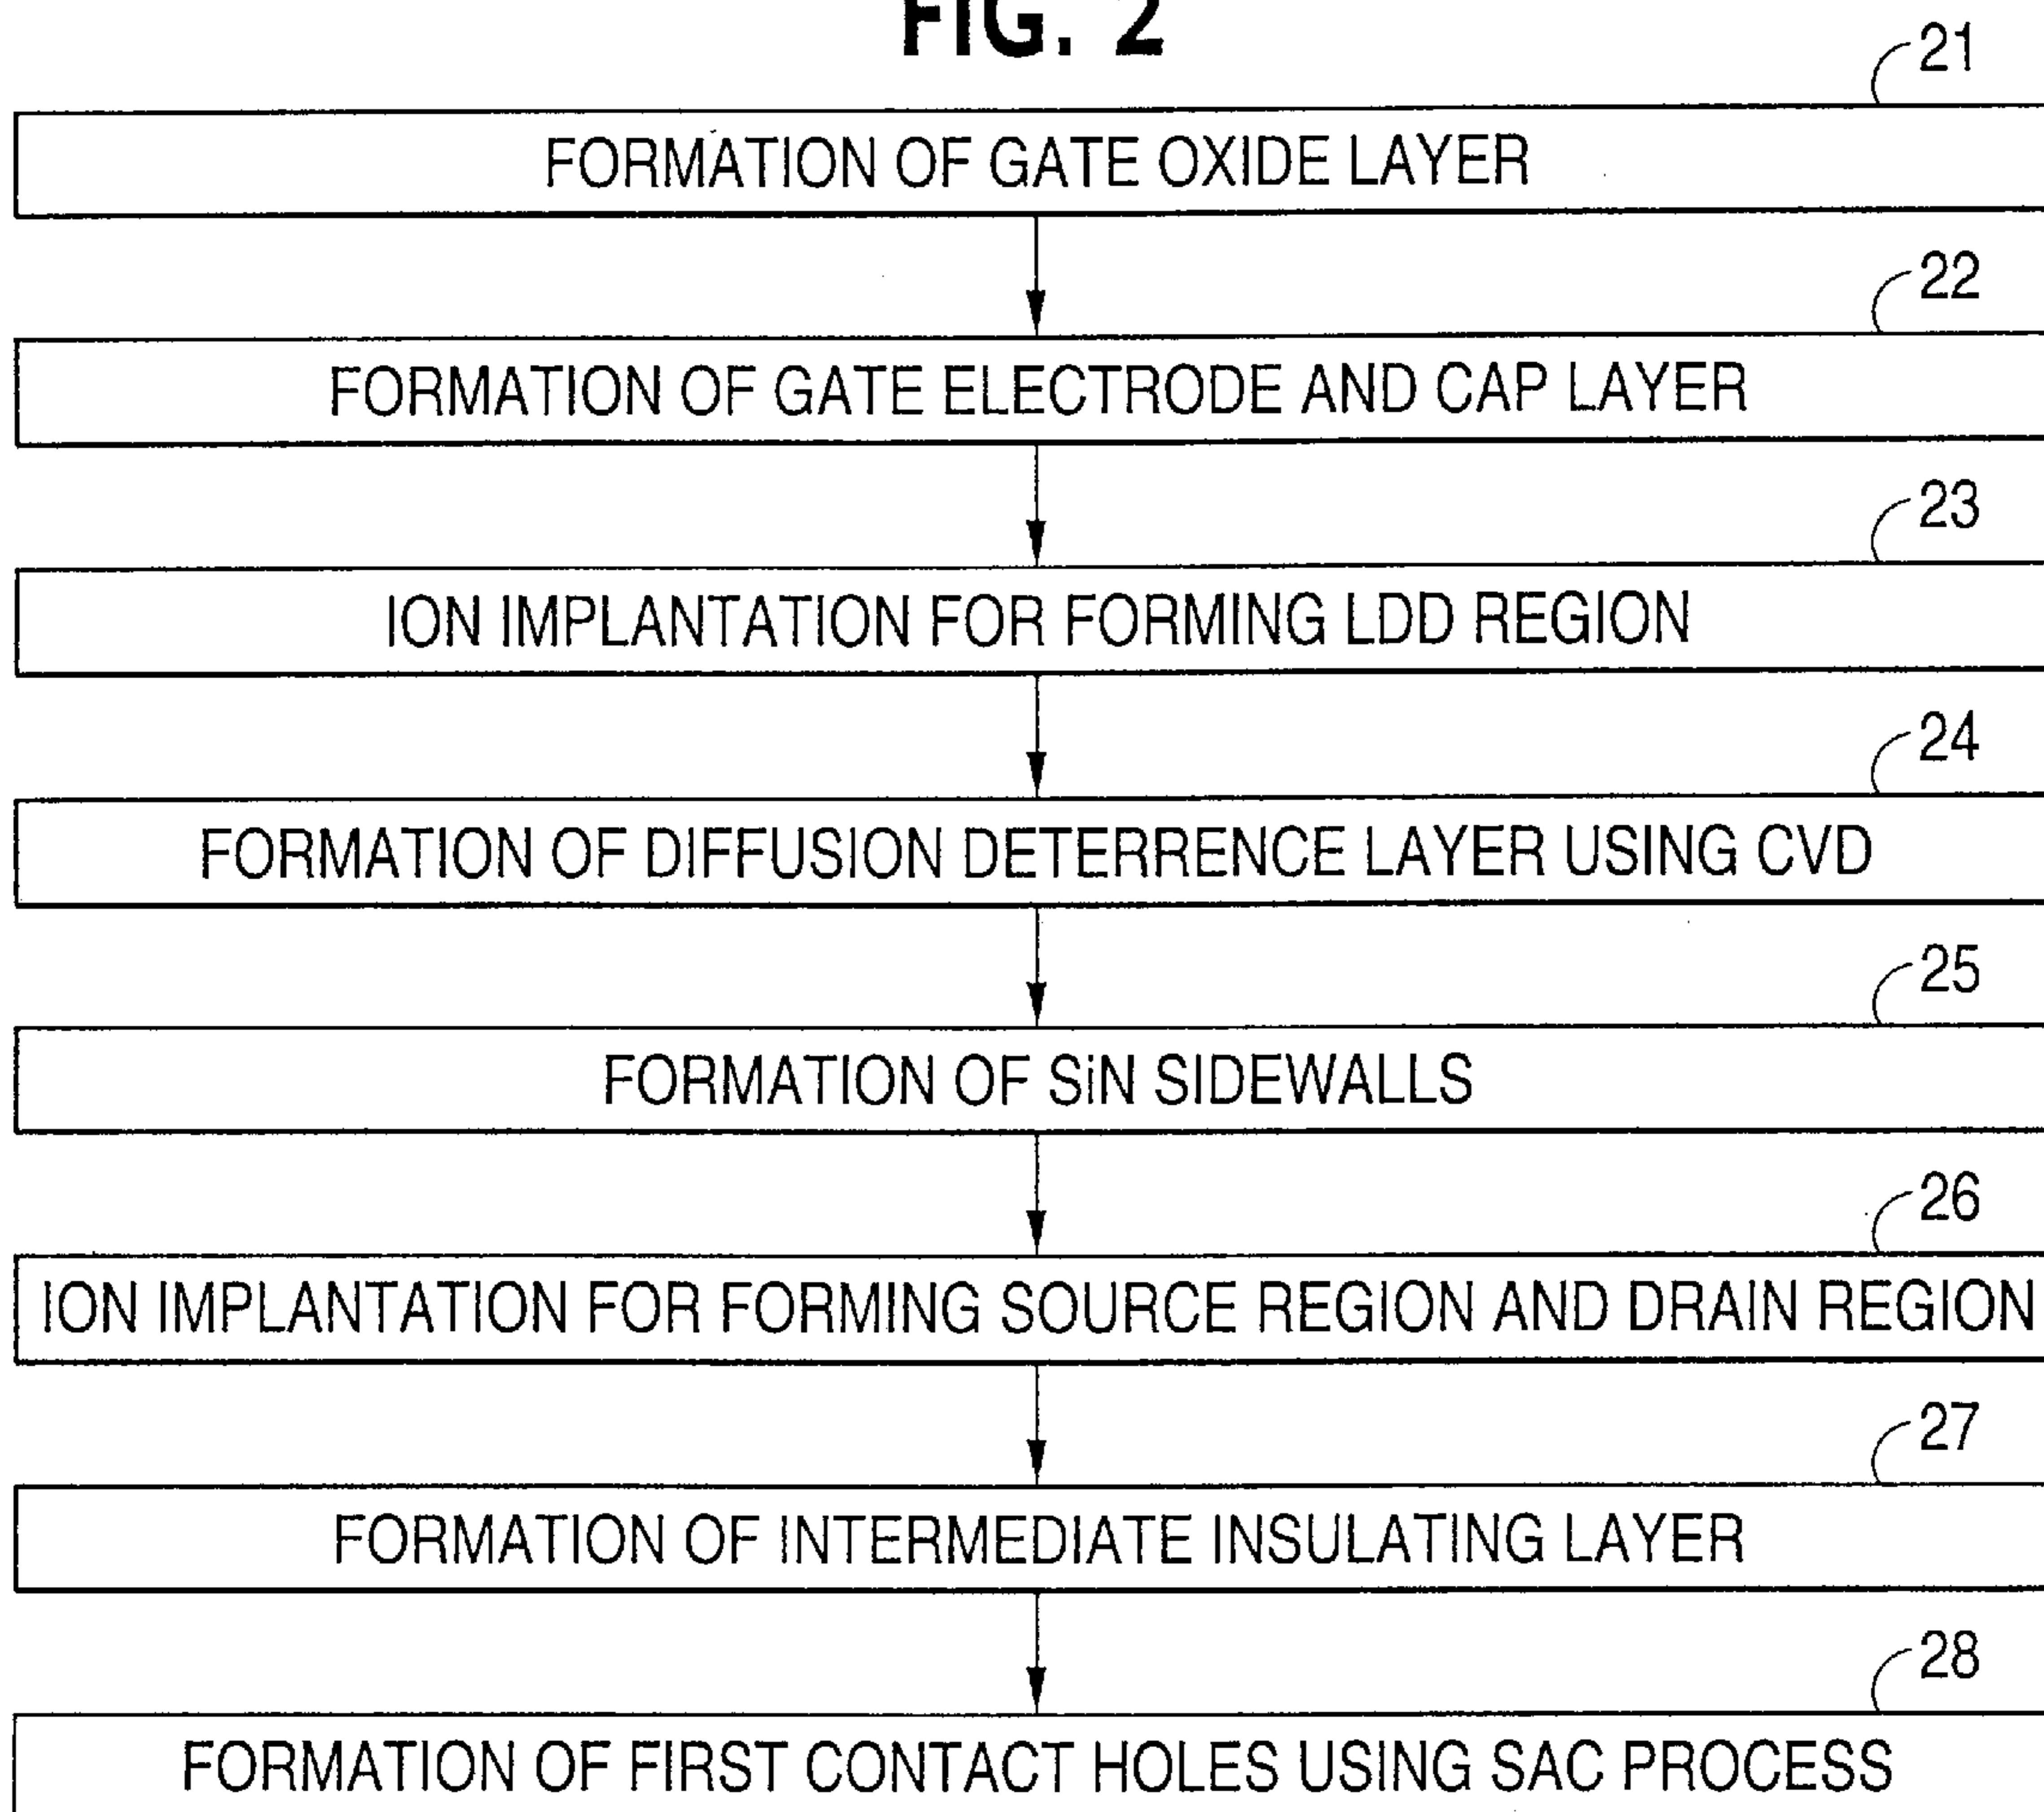 FIG. 2
21
FORMATION OF GATE OXIDE LAYER
22
FORMATION OF GATE ELECTRODE AND CAP LAYER
23
ION IMPLANTATION FOR FORMING LDD REGION
24
FORMATION OF DIFFUSION DETERRENCE LAYER USING CVD
25
FORMATION OF SiN SIDEWALLS
26
ION IMPLANTATION FOR FORMING SOURCE REGION AND DRAIN REGION
27
FORMATION OF INTERMEDIATE INSULATING LAYER
28
FORMATION OF FIRST CONTACT HOLES USING SAC PROCESS